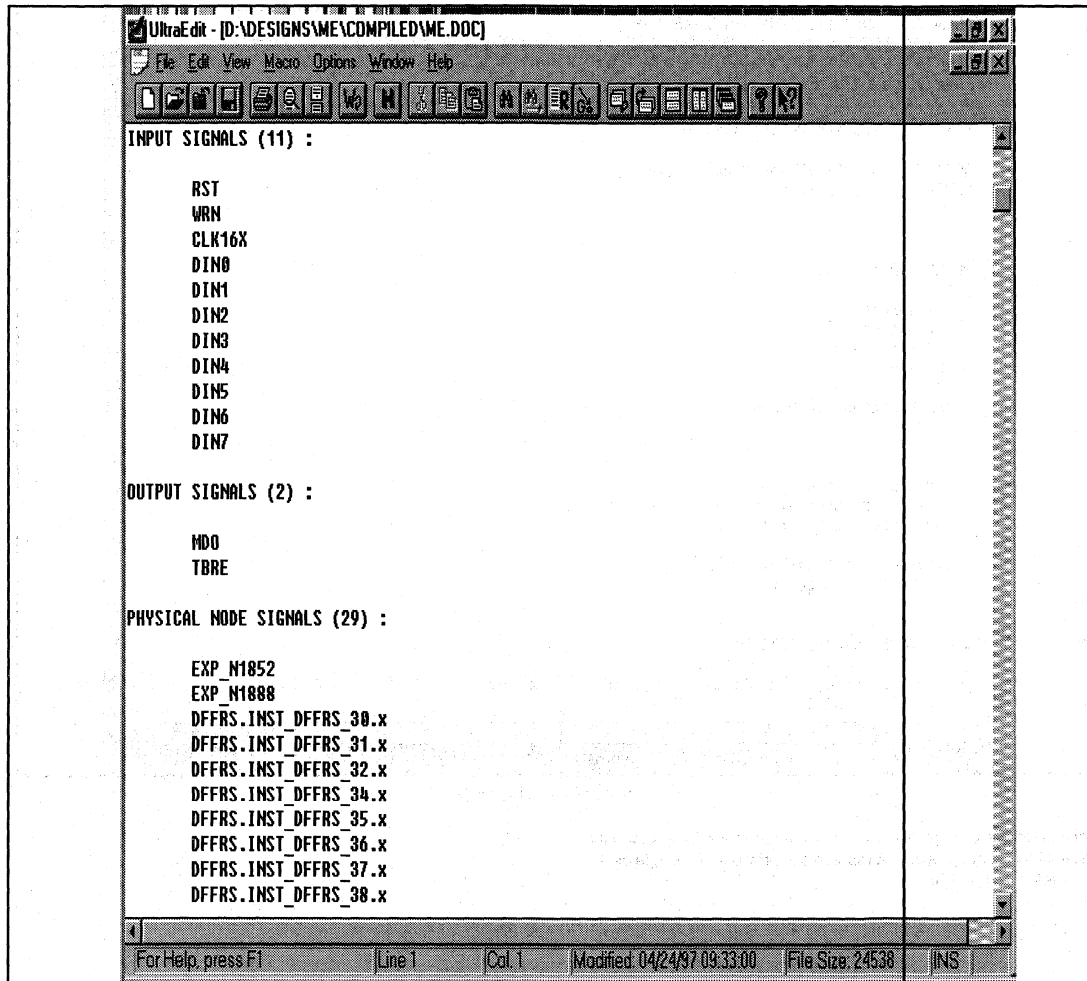 UltraEdit - [D:\DESIGNS\ME\COMPILED\ME.DOC]
File Edit View Macro Options Window Help
INPUT SIGNALS (11) :
RST
WRN
CLK16X
DIN0
DIN1
DIN2
DIN3
DIN4
DIN5
DIN6
DIN7
OUTPUT SIGNALS (2) :
MDO
TBRE
PHYSICAL NODE SIGNALS (29) :
EXP_N1852
EXP_N1888
DFFRS.INST_DFFRS_30.x
DFFRS.INST_DFFRS_31.x
DFFRS.INST_DFFRS_32.x
DFFRS.INST_DFFRS_34.x
DFFRS.INST_DFFRS_35.x
DFFRS.INST_DFFRS_36.x
DFFRS.INST_DFFRS_37.x
DFFRS.INST_DFFRS_38.x
For Help, press F1 Line 1 Col. 1 Modified: 04/24/97 09:33:00 File Size: 24538 INS